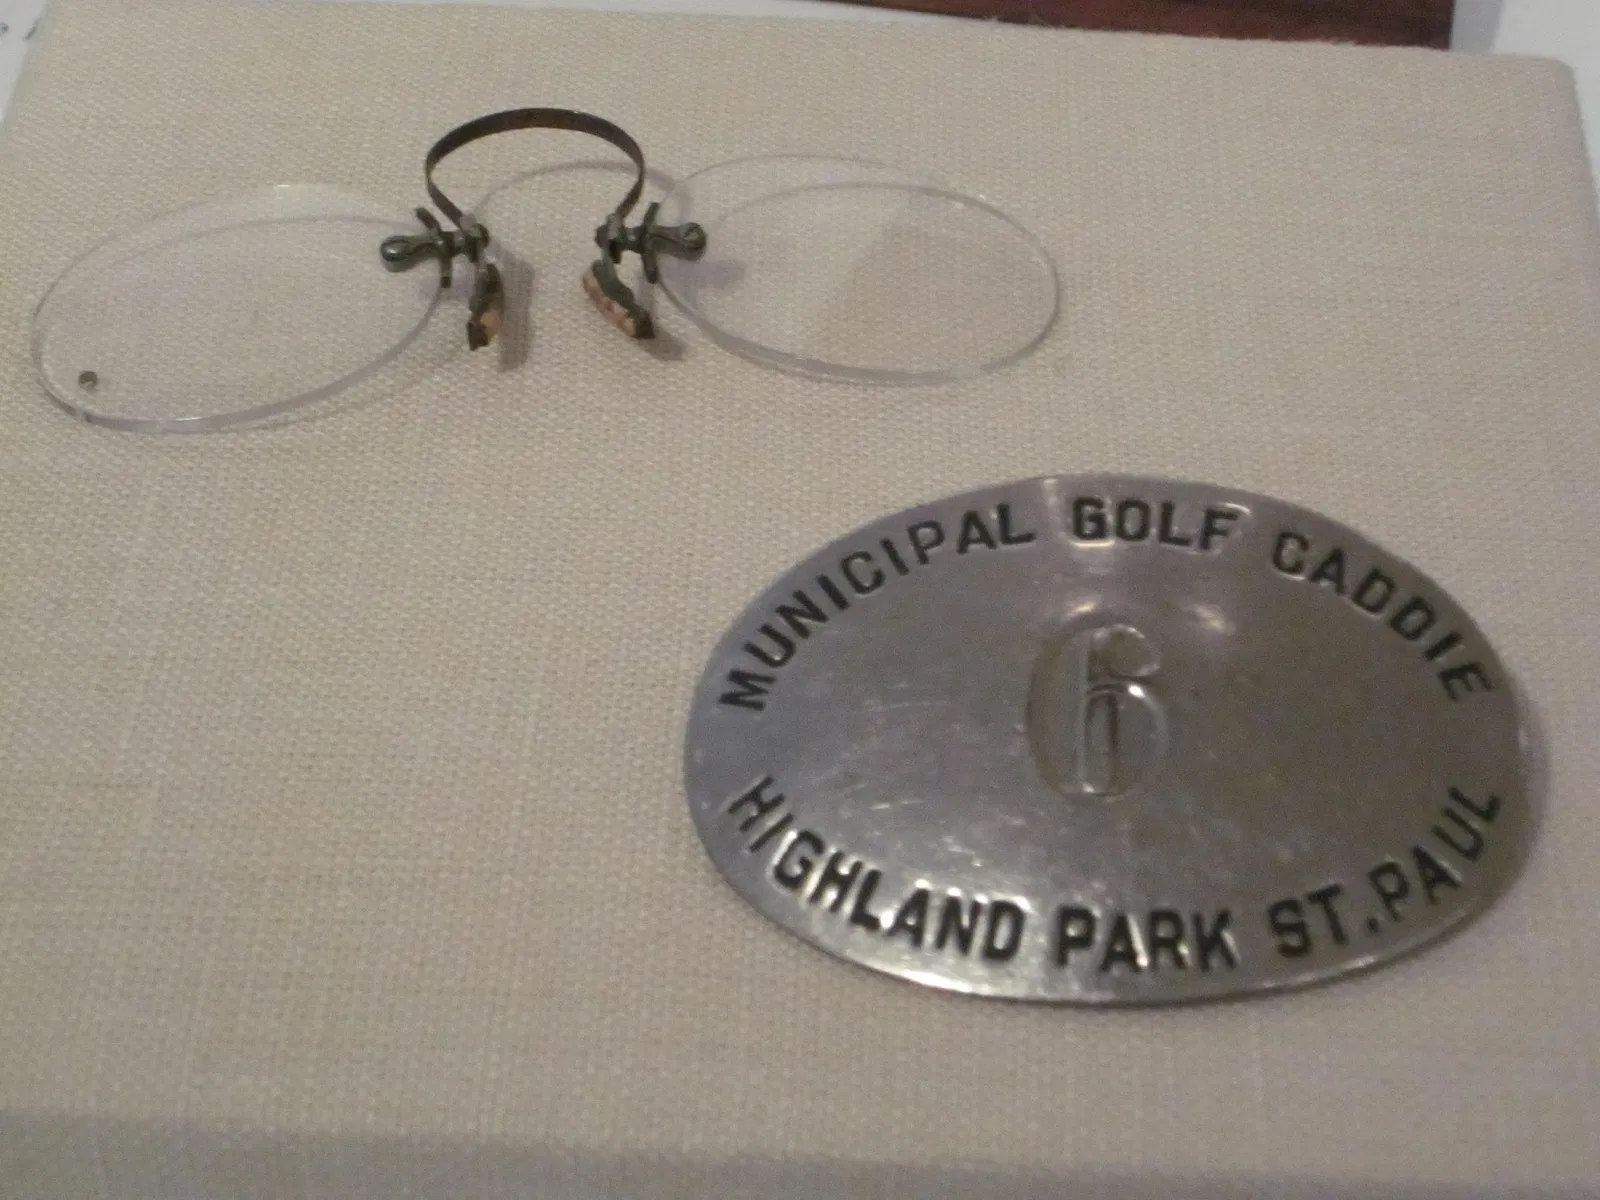 MUNICIPAL GOLF CADDIE
6
HIGHLAND PARK ST. PAUL